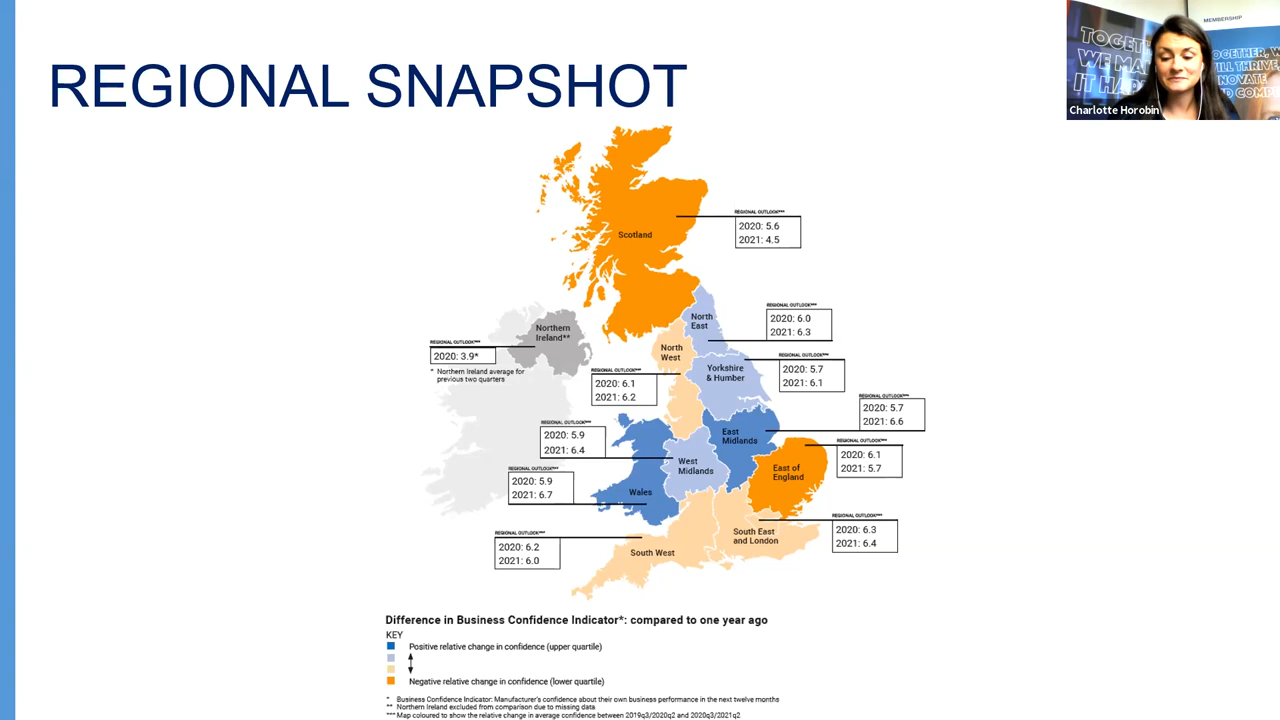 REGIONAL SNAPSHOT
MEMBERSHIP
TOGETHER, W
WE MA
IT HA
Charlotte Horobin
REGIONAL OUTLOOK***
2020: 5.6
2021: 4.5
Scotland
REGIONAL OUTLOOK***
2020: 6.0
2021: 6.3
North
East
Northern
Ireland**
REGIONAL OUTLOOK***
2020: 3.9*
* Northern Ireland average for
previous two quarters
North
West
REGIONAL OUTLOOK***
2020: 5.7
2021: 6.1
Yorkshire
& Humber
REGIONAL OUTLOOK***
2020: 6.1
2021: 6.2
REGIONAL OUTLOOK***
2020: 5.7
2021: 6.6
East
Midlands
REGIONAL OUTLOOK***
2020: 5.9
2021: 6.4
REGIONAL OUTLOOK***
2020: 6.1
2021: 5.7
West
Midlands
East of
England
REGIONAL OUTLOOK***
2020: 5.9
2021: 6.7
Wales
REGIONAL OUTLOOK***
2020: 6.3
2021: 6.4
South East
and London
REGIONAL OUTLOOK***
2020: 6.2
2021: 6.0
South West
Difference in Business Confidence Indicator*: compared to one year ago
KEY
Positive relative change in confidence (upper quartile)
Negative relative change in confidence (lower quartile)
* Business Confidence Indicator: Manufacturer's confidence about their own business performance in the next twelve months
** Northern Ireland excluded from comparison due to missing data
*** Map coloured to show the relative change in average confidence between 2019q3/2020q2 and 2020q3/2021q2